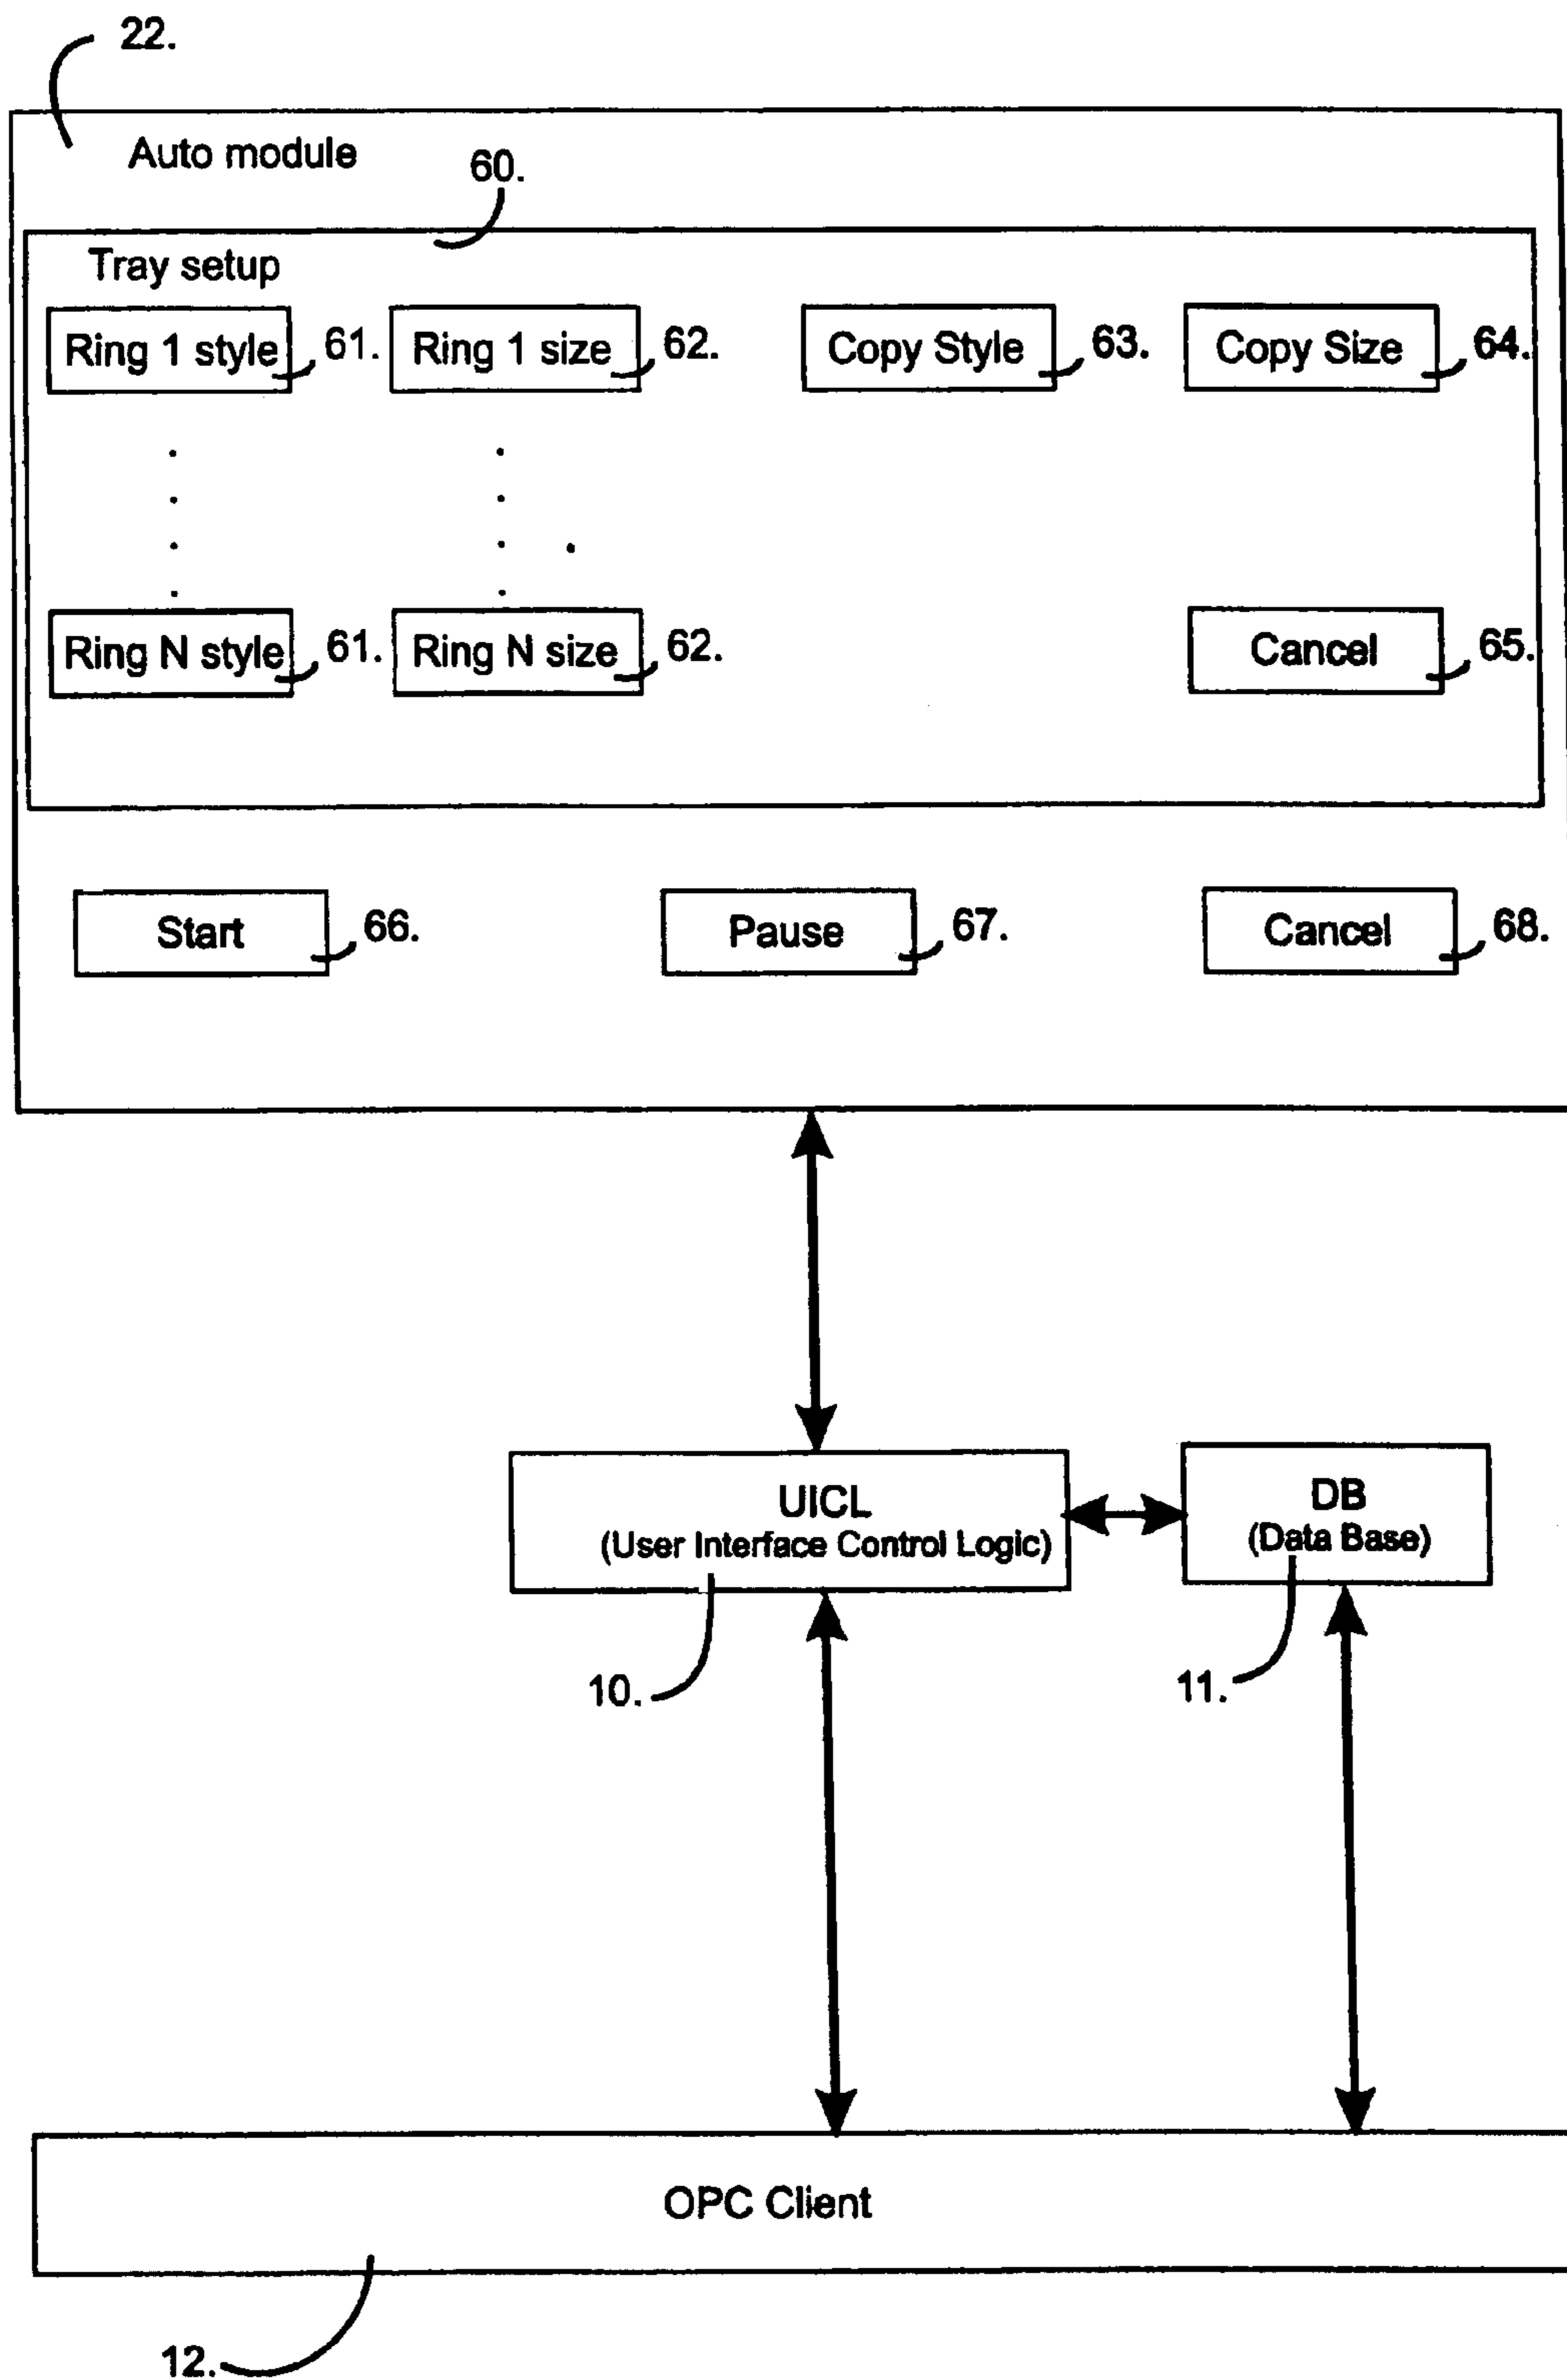 22.
Auto module
60.
Tray setup
Ring 1 style 61. Ring 1 size 62. Copy Style 63. Copy Size 64.
Ring N style 61. Ring N size 62. Cancel 65.
Start 66. Pause 67. Cancel 68.
UICL
(User Interface Control Logic)
DB
(Data Base)
10.
11.
OPC Client
12.